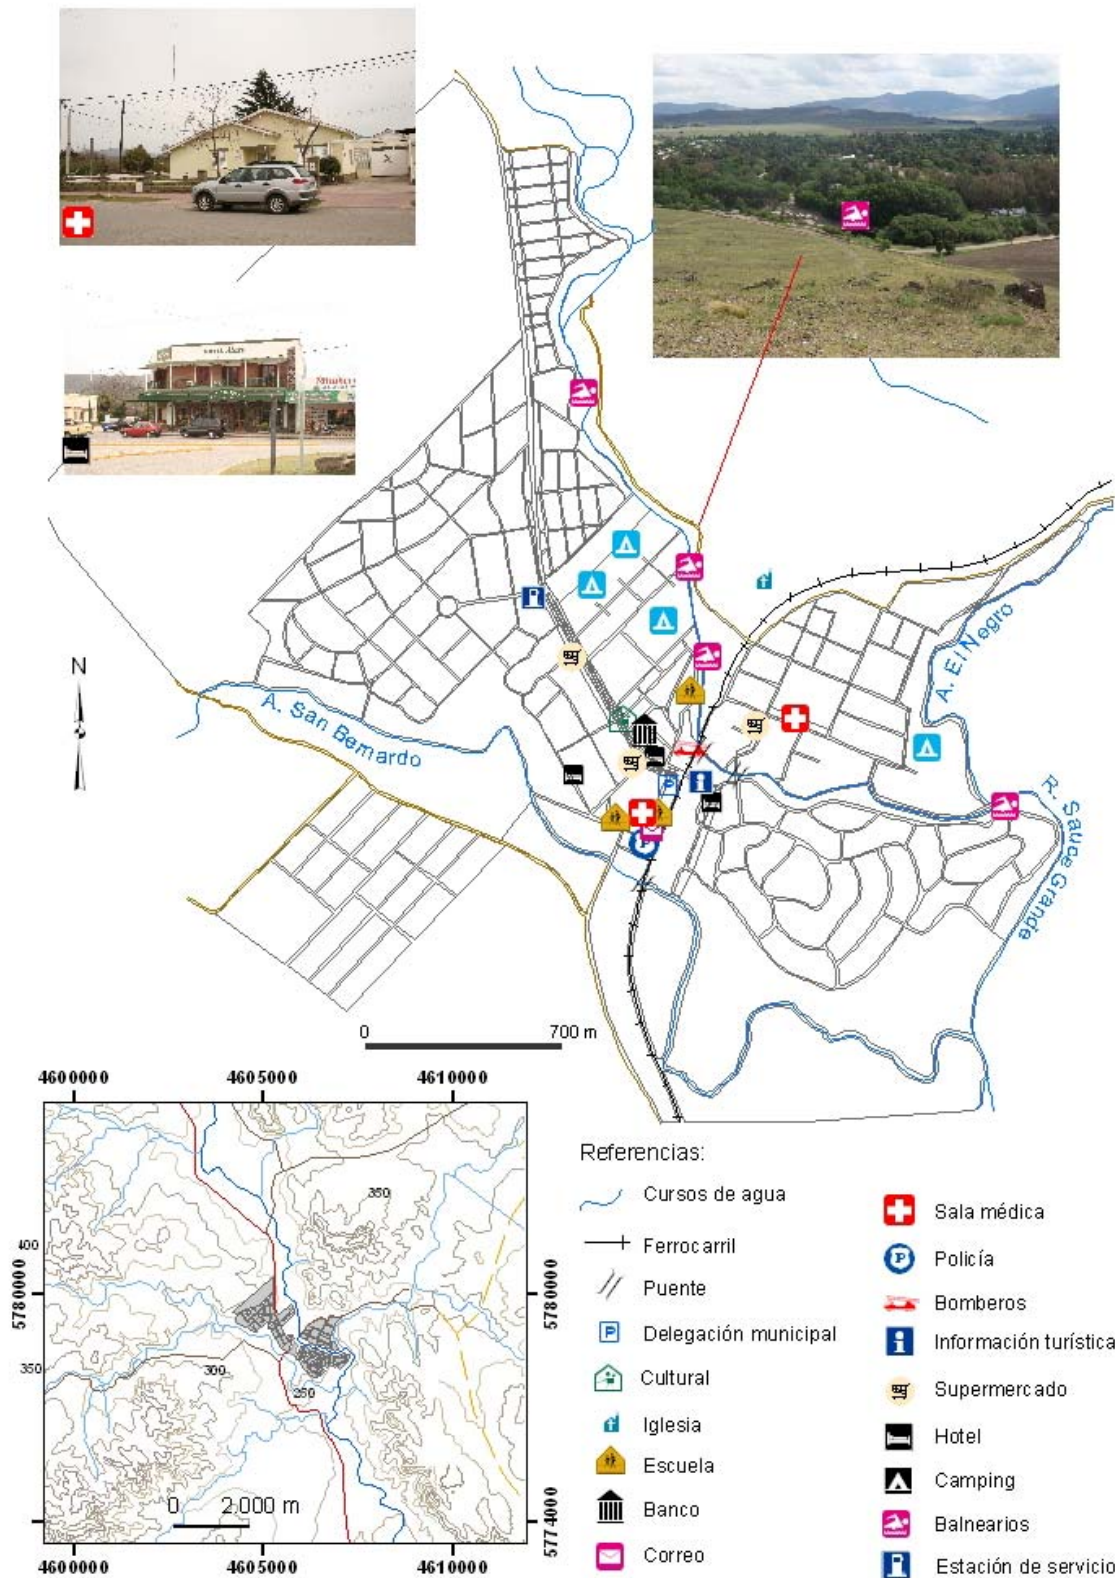 N
A. San Bernardo
A. El Negro
R. Sauce Grande
0 700 m
4600000 4605000 4610000
350
400
5780000 5780000
350
300
250
0 2.000 m
5774000
4600000 4605000 4610000
Referencias:
Cursos de agua
Ferrocarril
Puente
Delegación municipal
Cultural
Iglesia
Escuela
Banco
Correo
Sala médica
Policía
Bomberos
Información turística
Supermercado
Hotel
Camping
Balnearios
Estación de servicio